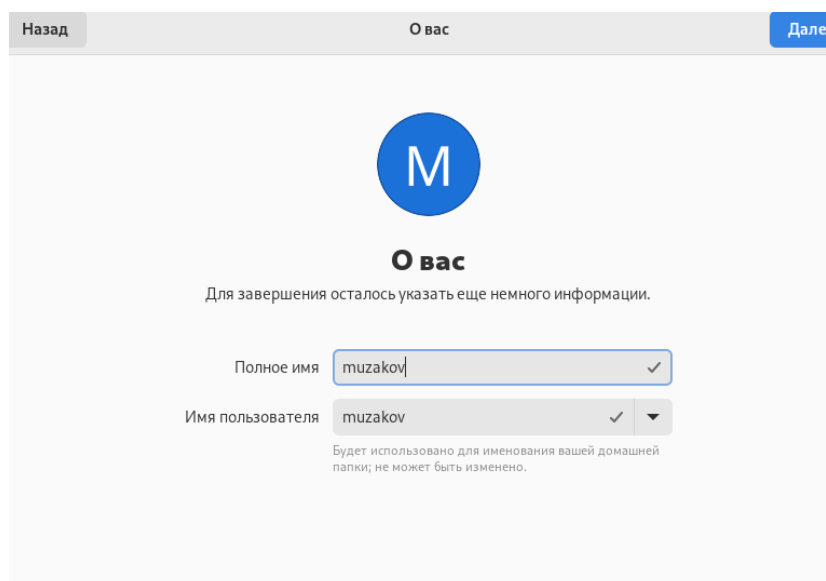 Назад
О вас
Дале
M
О вас
Для завершения осталось указать еще немного информации.
Полное имя
muzakov
Имя пользователя
muzakov
Будет использовано для именования вашей домашней
папки; не может быть изменено.